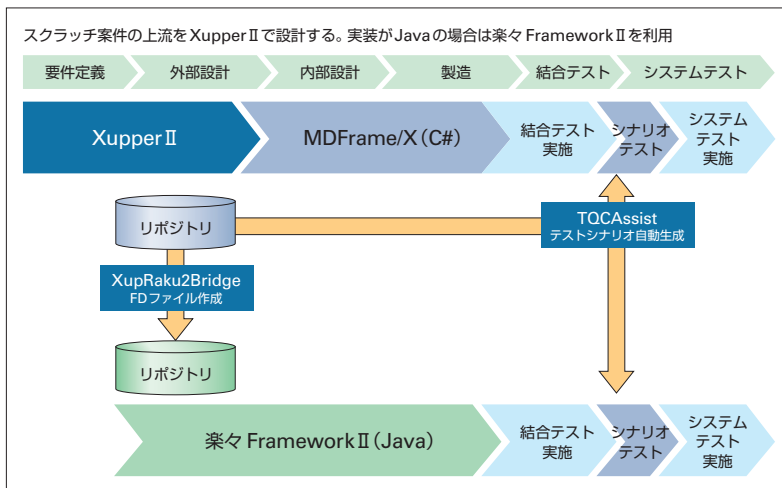 スクラッチ案件の上流をXupperⅡで設計する。実装がJavaの場合は楽々FrameworkⅡを利用
要件定義
外部設計
内部設計
製造
結合テスト
システムテスト
XupperⅡ
MDFrame/X(C#)
結合テスト
実施
シナリオ
テスト
システム
テスト
実施
リポジトリ
TQCAssist
テストシナリオ自動生成
XupRaku2Bridge
FDファイル作成
リポジトリ
楽々FrameworkⅡ(Java)
結合テスト
実施
シナリオ
テスト
システム
テスト
実施